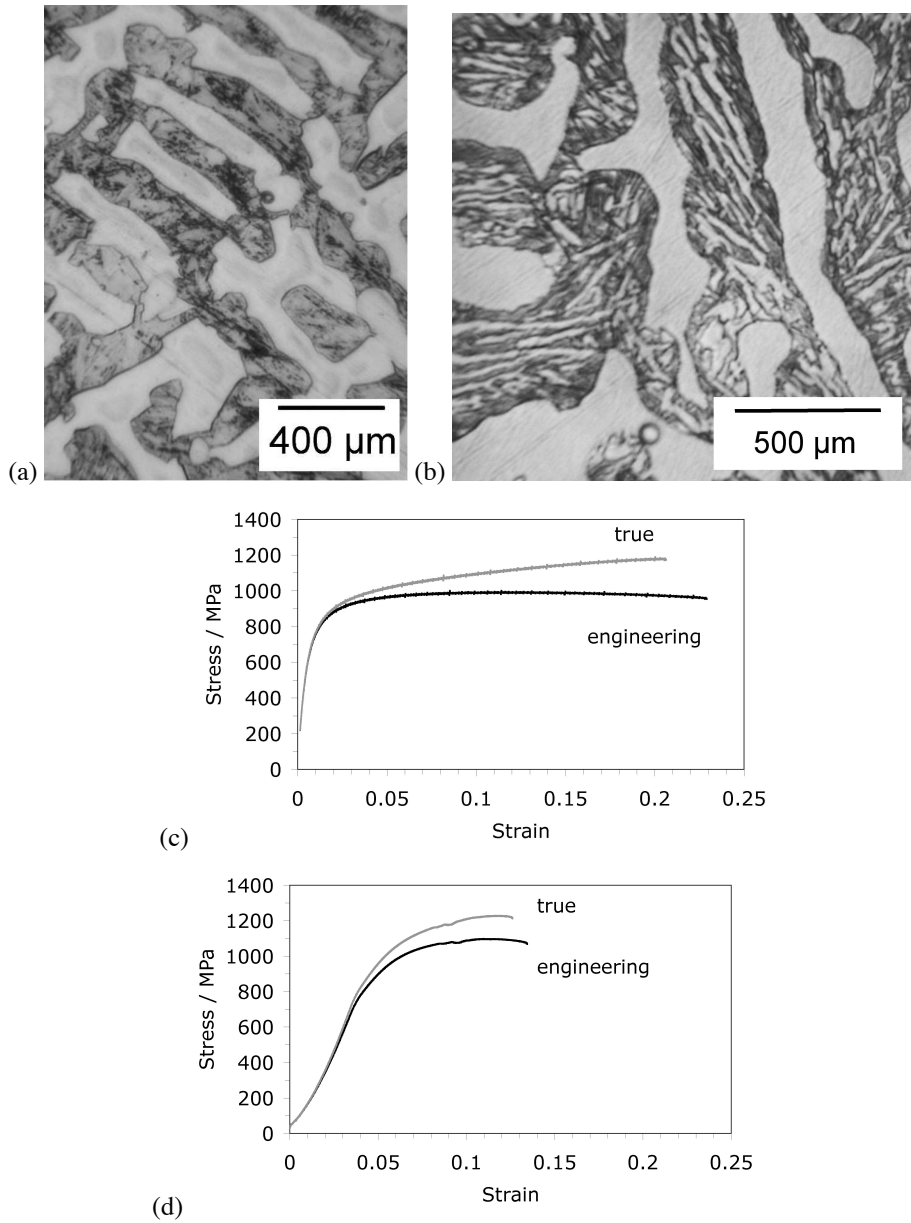 400 µm
500 µm
(a)
(b)
1400
1200
1000
800
600
400
200
0
Stress / MPa
true
engineering
0 0.05 0.1 0.15 0.2 0.25
Strain
(c)
1400
1200
1000
800
600
400
200
0
Stress / MPa
true
engineering
0 0.05 0.1 0.15 0.2 0.25
Strain
(d)